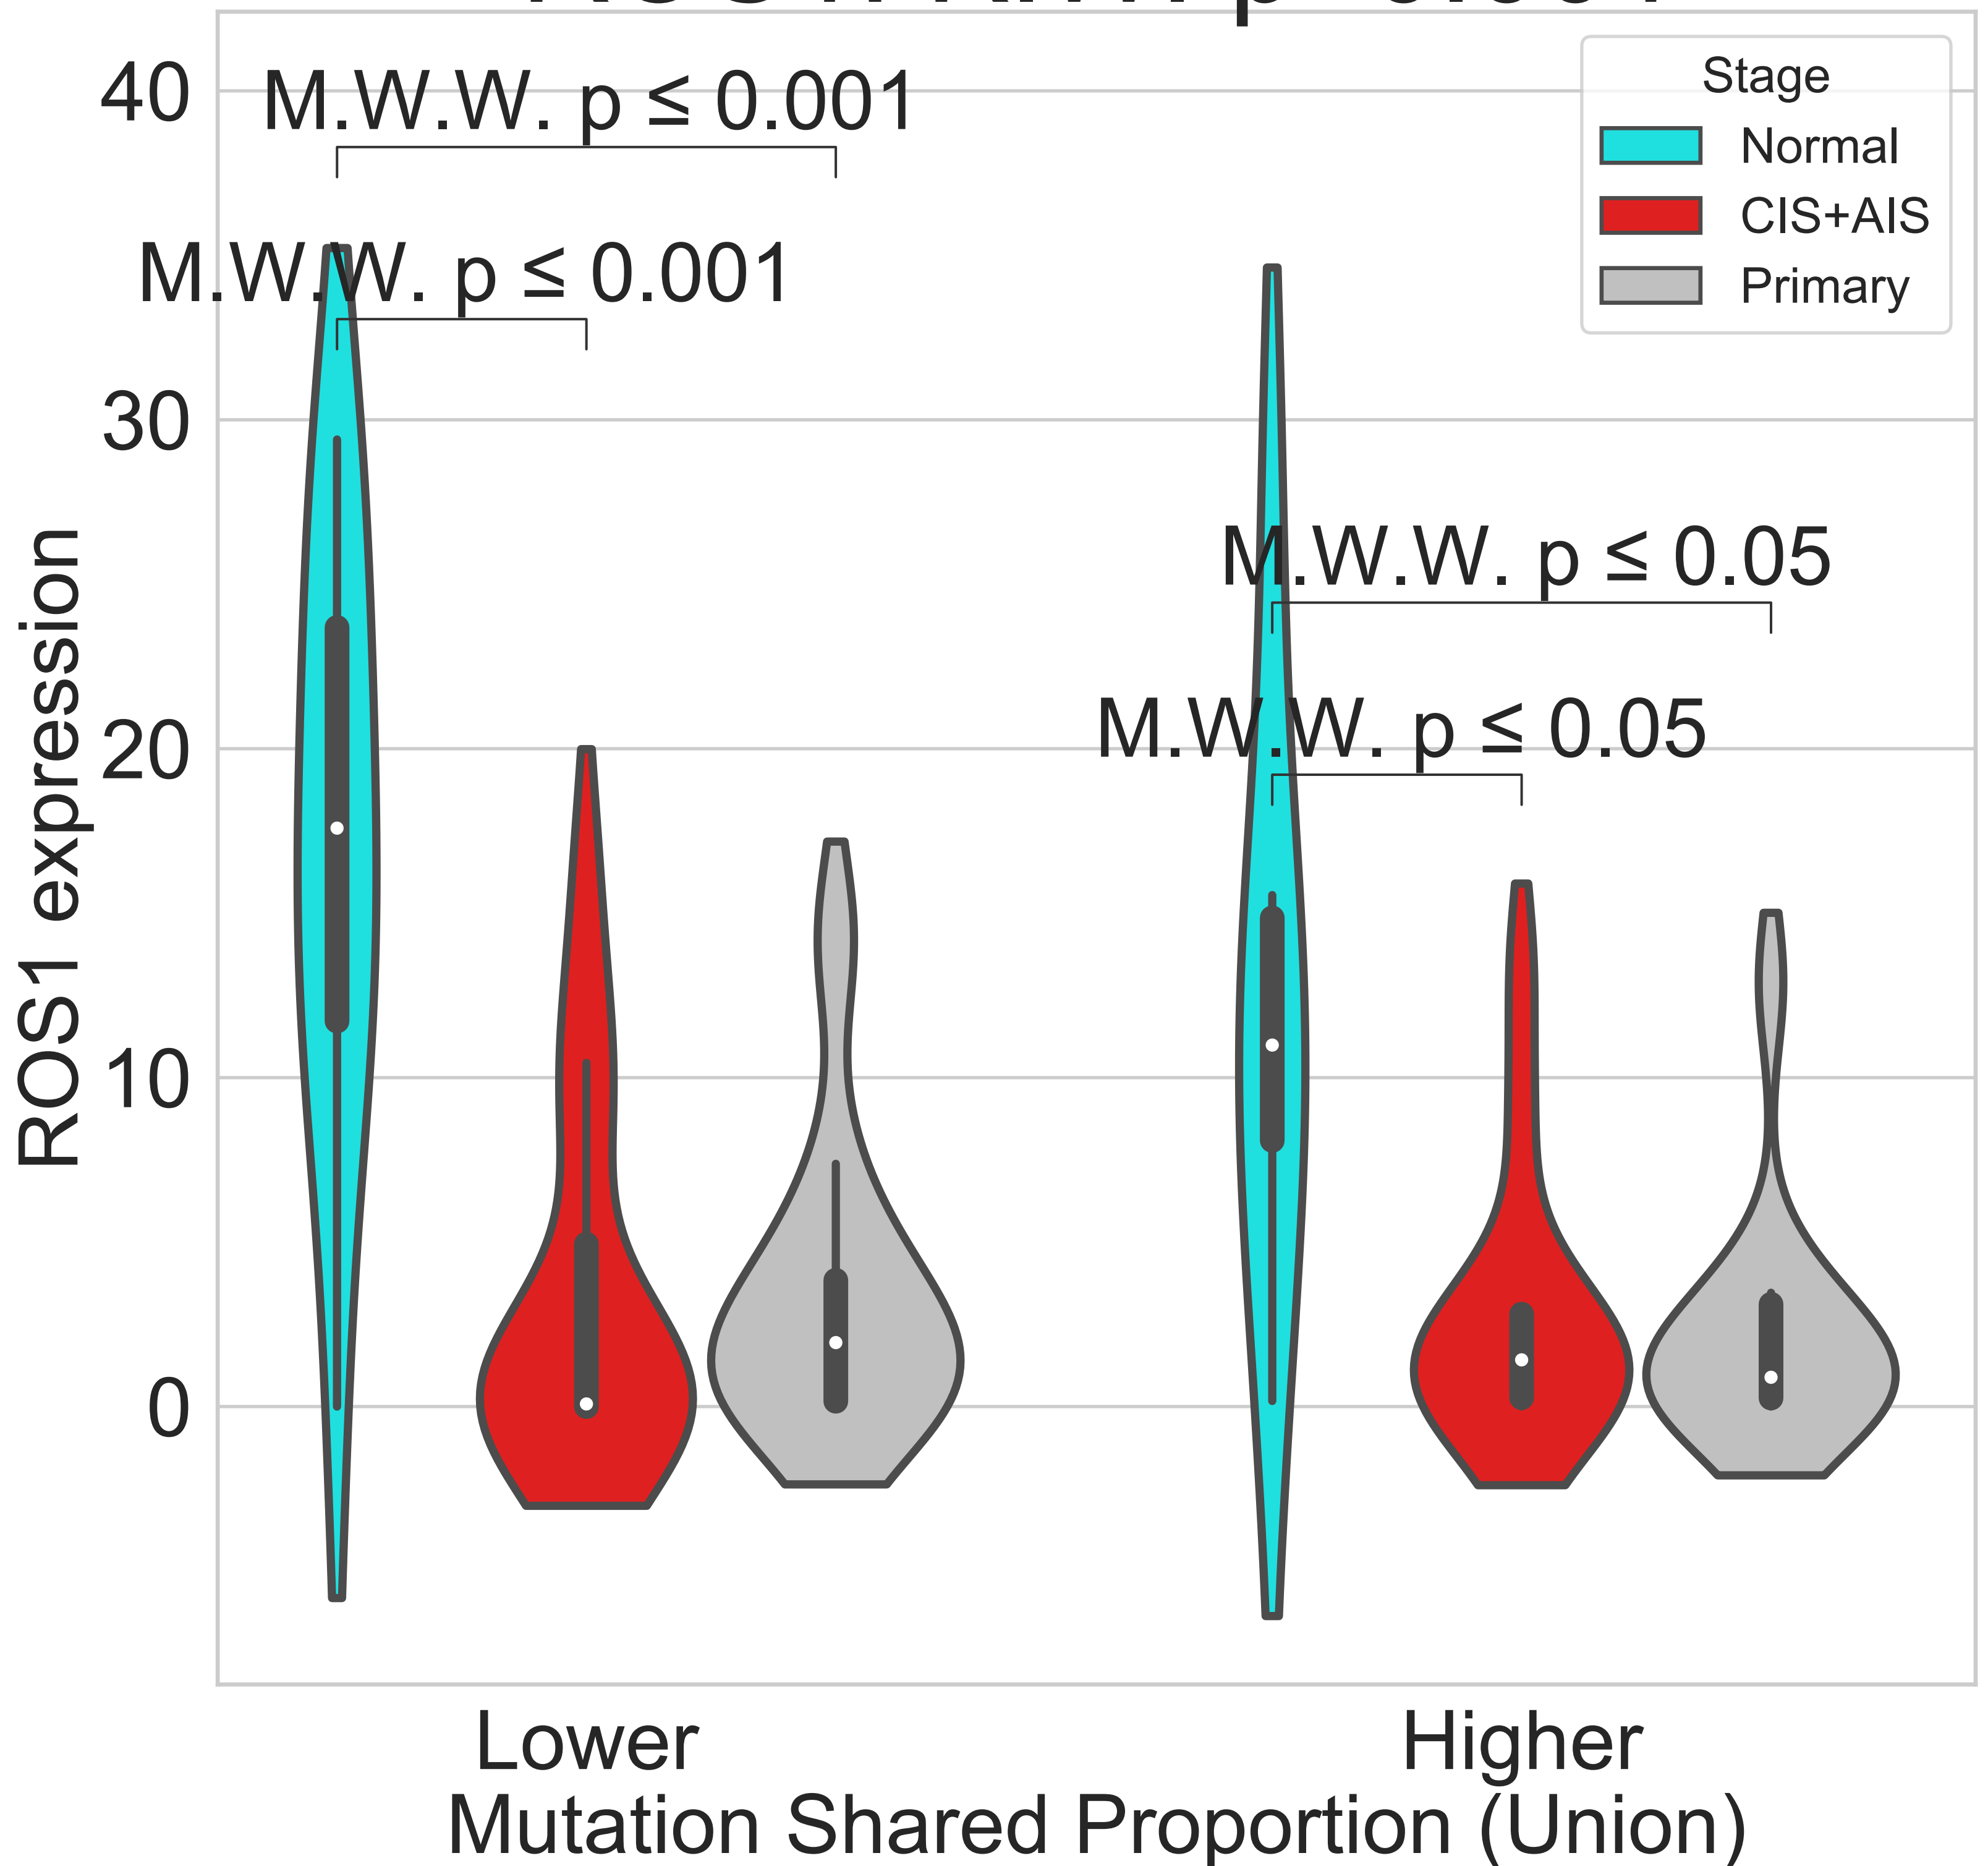 40
30
20
10
0
ROS1 expression
M.W.W. p ≤ 0.001
M.W.W. p ≤ 0.001
M.W.W. p ≤ 0.05
M.W.W. p ≤ 0.05
Stage
Normal
CIS+AIS
Primary
Lower
Higher
Mutation Shared Proportion (Union)